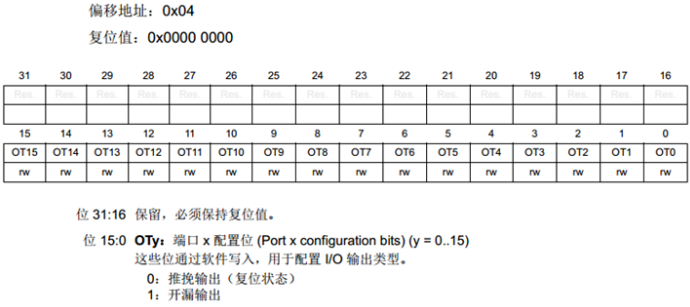 偏移地址：0x04
复位值：0x0000 0000
31 30 29 28 27 26 25 24 23 22 21 20 19 18 17 16
Res. Res. Res. Res. Res. Res. Res. Res. Res. Res. Res. Res. Res. Res. Res. Res.
15 14 13 12 11 10 9 8 7 6 5 4 3 2 1 0
OT15 OT14 OT13 OT12 OT11 OT10 OT9 OT8 OT7 OT6 OT5 OT4 OT3 OT2 OT1 OT0
rw rw rw rw rw rw rw rw rw rw rw rw rw rw rw rw
位 31:16 保留，必须保持复位值。
位 15:0 OTy：端口 x 配置位 (Port x configuration bits) (y = 0..15)
这些位通过软件写入，用于配置 I/O 输出类型。
0：推挽输出（复位状态）
1：开漏输出